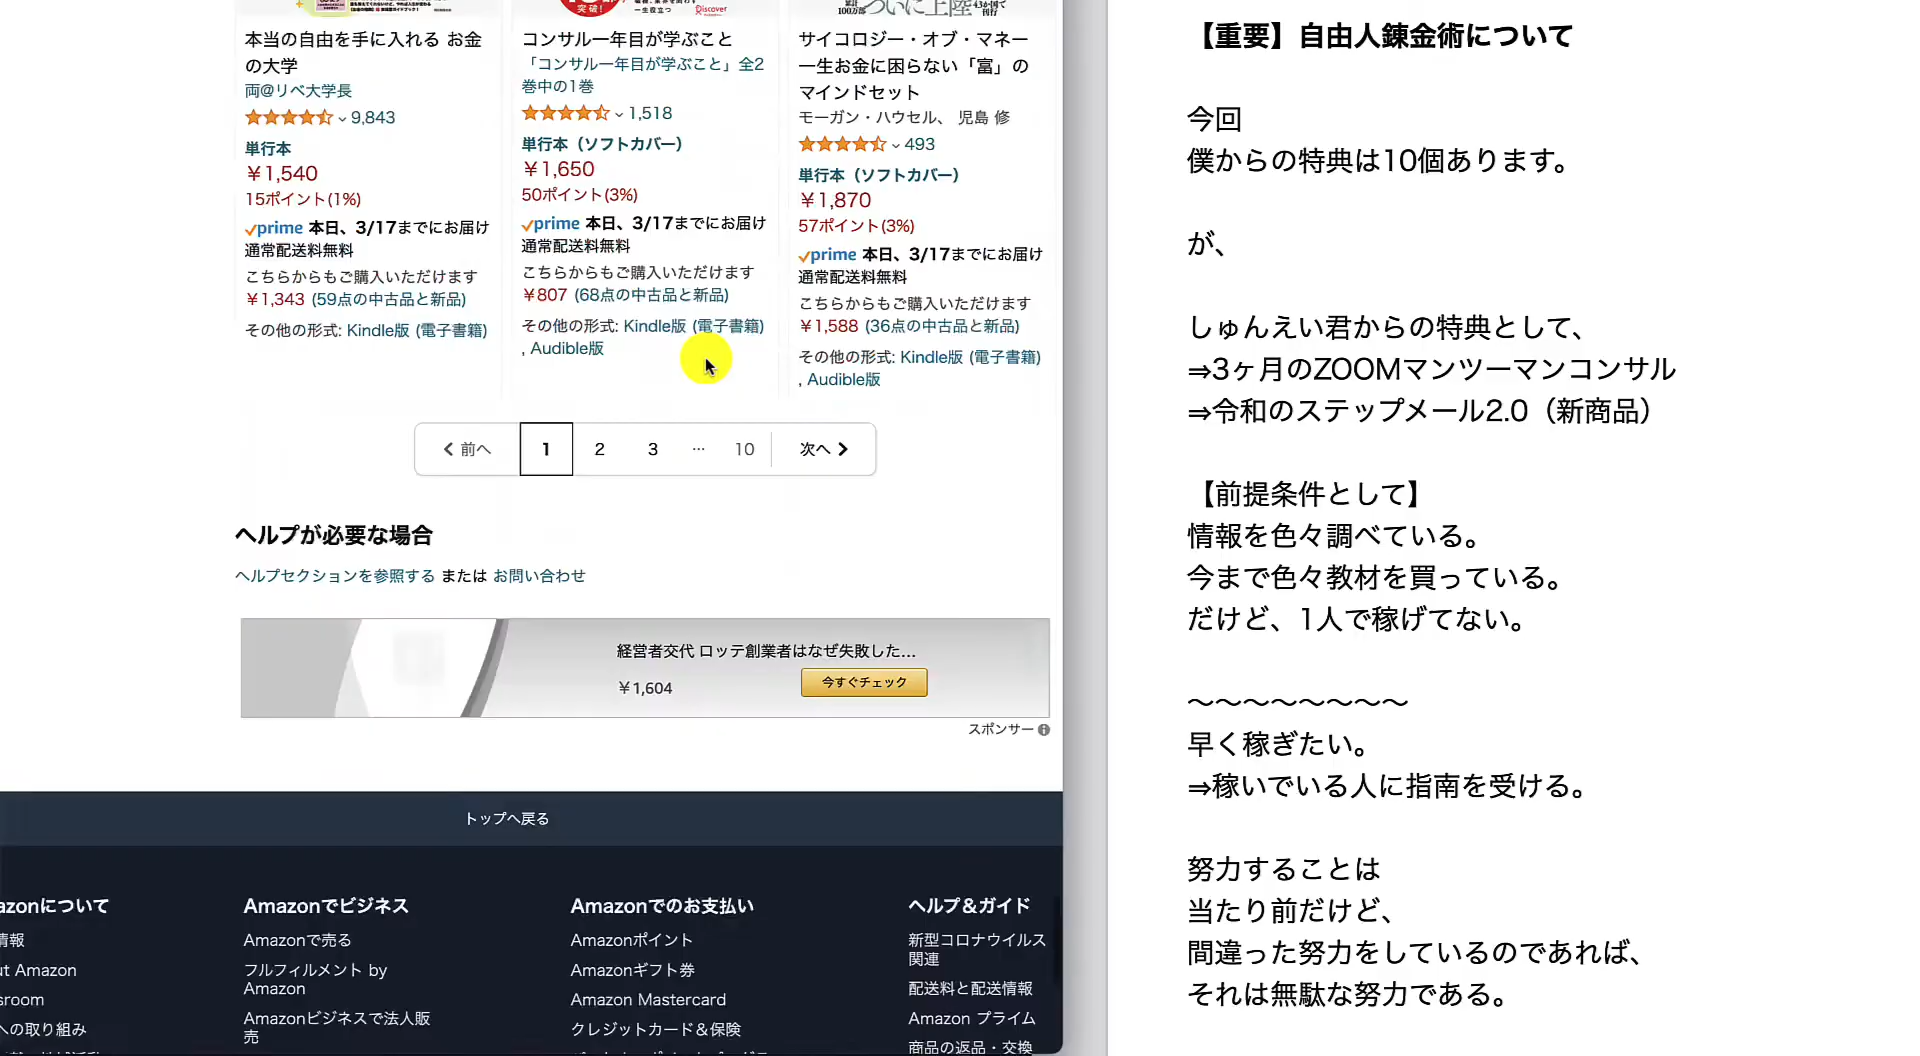 突破!
一生役立つ
Discover
ついに上陸
本当の自由を手に入れる お金
の大学
両@リベ大学長
9,843
単行本
￥1,540
15ポイント(1%)
prime 本日、3/17までにお届け
通常配送料無料
こちらからもご購入いただけます
￥1,343 (59点の中古品と新品)
その他の形式: Kindle版 (電子書籍)
コンサル一年目が学ぶこと
「コンサル一年目が学ぶこと」全2
巻中の1巻
1,518
単行本（ソフトカバー）
￥1,650
50ポイント(3%)
prime 本日、3/17までにお届け
通常配送料無料
こちらからもご購入いただけます
￥807 (68点の中古品と新品)
その他の形式: Kindle版 (電子書籍)
, Audible版
サイコロジー・オブ・マネー
一生お金に困らない「富」の
マインドセット
モーガン・ハウセル、 児島 修
493
単行本（ソフトカバー）
￥1,870
57ポイント(3%)
prime 本日、3/17までにお届け
通常配送料無料
こちらからもご購入いただけます
￥1,588 (36点の中古品と新品)
その他の形式: Kindle版 (電子書籍)
, Audible版
前へ 1 2 3 … 10 次へ
ヘルプが必要な場合
ヘルプセクションを参照する または お問い合わせ
経営者交代 ロッテ創業者はなぜ失敗した...
￥1,604
今すぐチェック
スポンサー
トップへ戻る
azonについて
情報
ut Amazon
sroom
への取り組み
Amazonでビジネス
Amazonで売る
フルフィルメント by
Amazon
Amazonビジネスで法人販
売
Amazonでのお支払い
Amazonポイント
Amazonギフト券
Amazon Mastercard
クレジットカード＆保険
ヘルプ＆ガイド
新型コロナウイルス
関連
配送料と配送情報
Amazon プライム
商品の返品・交換
【重要】自由人錬金術について
今回
僕からの特典は10個あります。
が、
しゅんえい君からの特典として、
⇒3ヶ月のZOOMマンツーマンコンサル
⇒令和のステップメール2.0（新商品）
【前提条件として】
情報を色々調べている。
今まで色々教材を買っている。
だけど、1人で稼げてない。
〜〜〜〜〜〜〜〜
早く稼ぎたい。
⇒稼いでいる人に指南を受ける。
努力することは
当たり前だけど、
間違った努力をしているのであれば、
それは無駄な努力である。